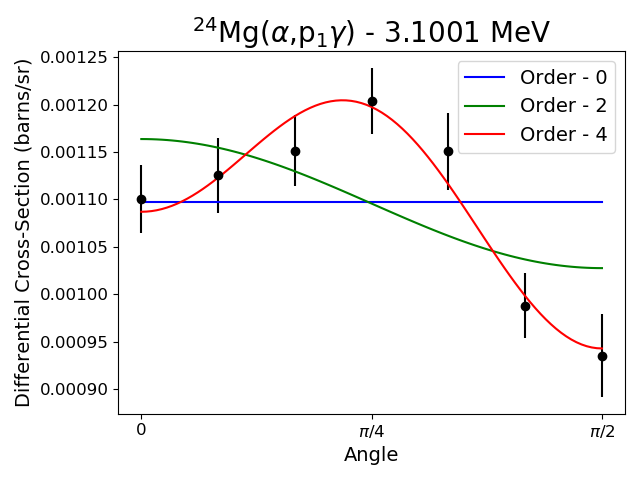 ²⁴Mg(α,p₁γ) - 3.1001 MeV
Differential Cross-Section (barns/sr)
0.00125
0.00120
0.00115
0.00110
0.00105
0.00100
0.00095
0.00090
Order - 0
Order - 2
Order - 4
0
π/4
π/2
Angle